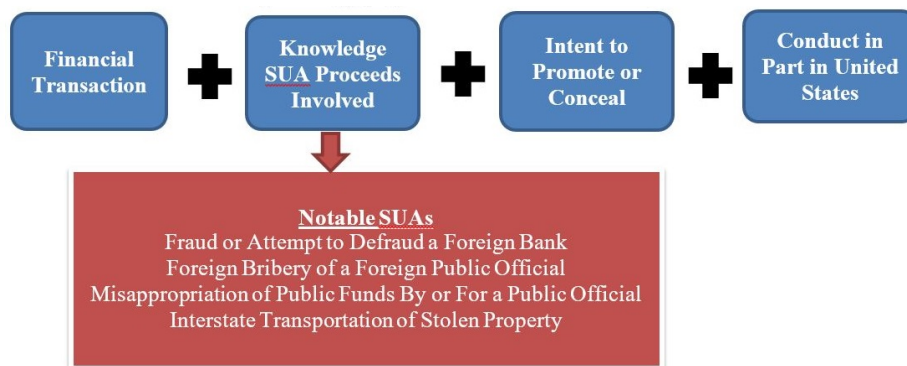 Financial
Transaction
Knowledge
SUA Proceeds
Involved
Intent to
Promote or
Conceal
Conduct in
Part in United
States
Notable SUAs
Fraud or Attempt to Defraud a Foreign Bank
Foreign Bribery of a Foreign Public Official
Misappropriation of Public Funds By or For a Public Official
Interstate Transportation of Stolen Property